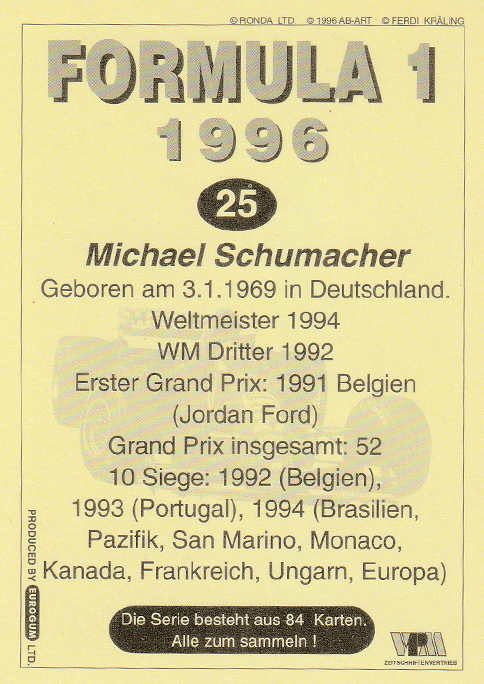 © RONDA LTD. © 1996 AB-ART © FERDI KRÄLING
FORMULA 1
1996
25
Michael Schumacher
Geboren am 3.1.1969 in Deutschland.
Weltmeister 1994
WM Dritter 1992
Erster Grand Prix: 1991 Belgien
(Jordan Ford)
Grand Prix insgesamt: 52
10 Siege: 1992 (Belgien),
1993 (Portugal), 1994 (Brasilien,
Pazifik, San Marino, Monaco,
Kanada, Frankreich, Ungarn, Europa)
PRODUCED BY EUROGUM LTD.
Die Serie besteht aus 84 Karten.
Alle zum sammeln !
VPM
ZEITSCHRIFTENVERTRIEB